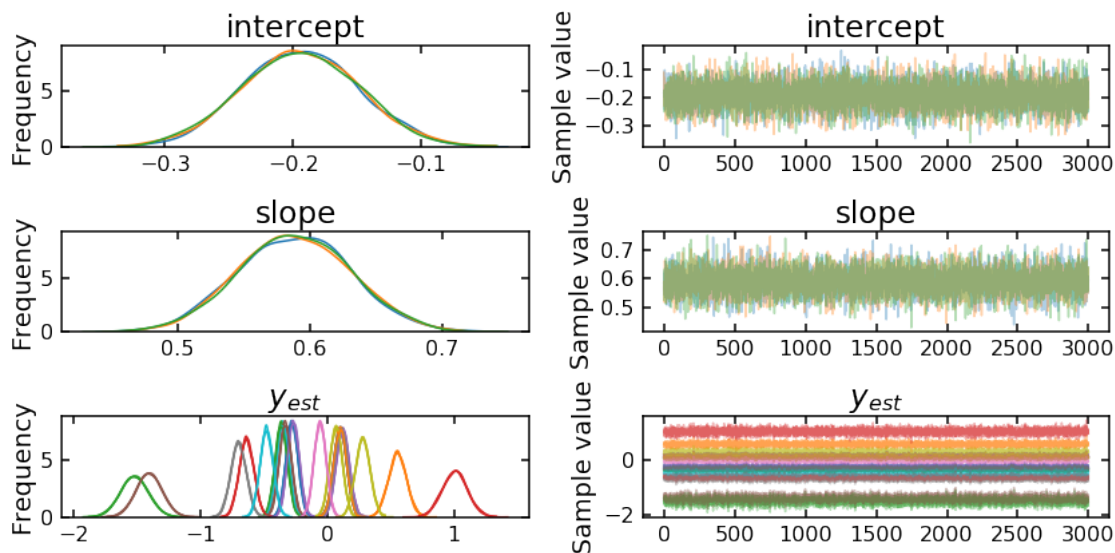 intercept
Frequency
5
0
−0.3 −0.2 −0.1
intercept
Sample value
−0.1
−0.2
−0.3
0 500 1000 1500 2000 2500 3000
slope
Frequency
5
0
0.5 0.6 0.7
slope
Sample value
0.7
0.6
0.5
0 500 1000 1500 2000 2500 3000
yest
Frequency
5
0
−2 −1 0 1
yest
Sample value
0
−2
0 500 1000 1500 2000 2500 3000